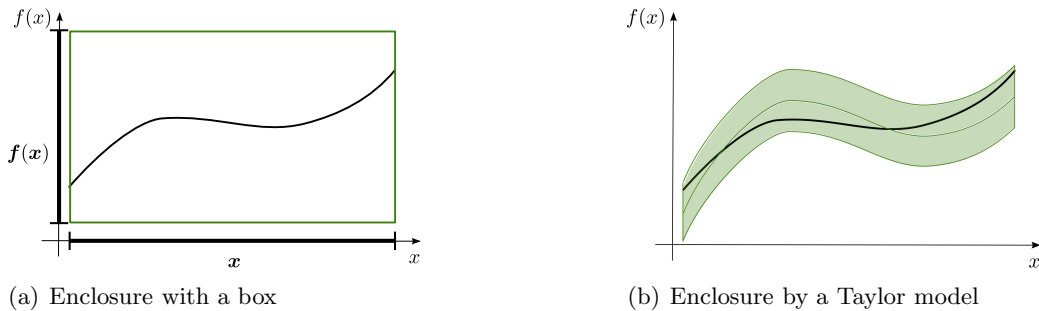 f(x)
f(x)
x
x
(a) Enclosure with a box
f(x)
x
(b) Enclosure by a Taylor model